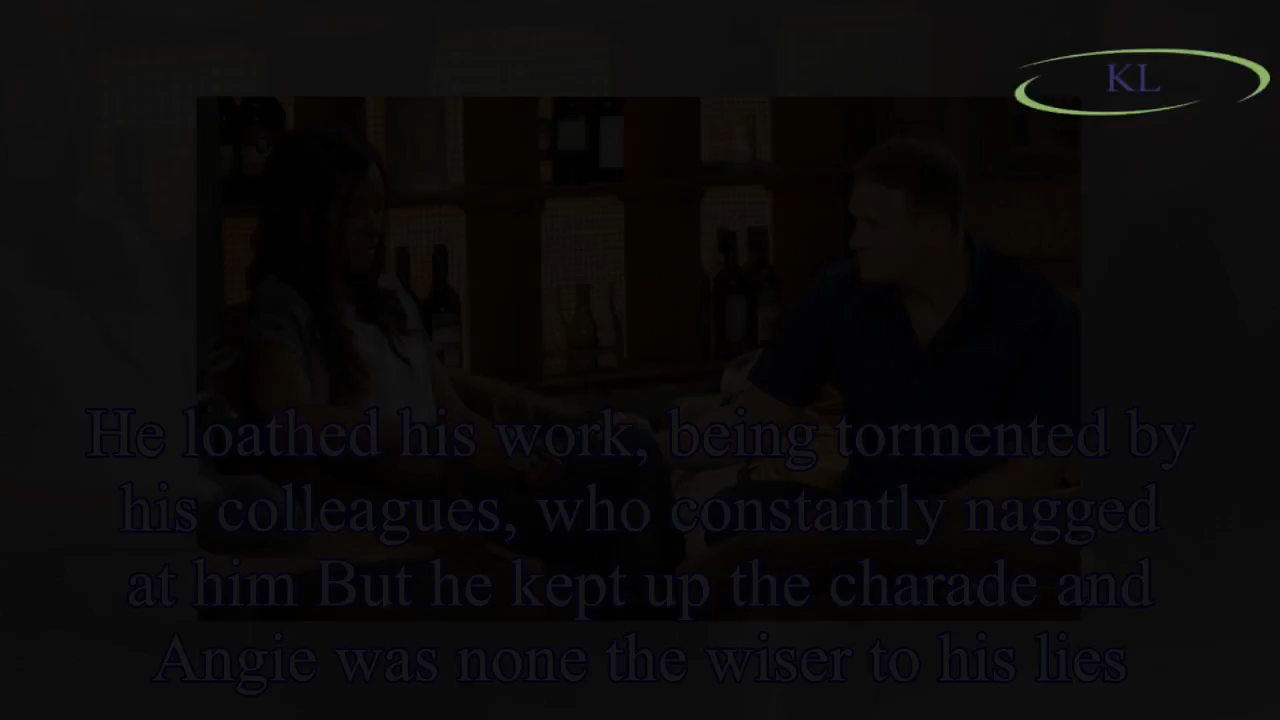 KL
He loathed his work, being tormented by
his colleagues, who constantly nagged
at him But he kept up the charade and
Angie was none the wiser to his lies